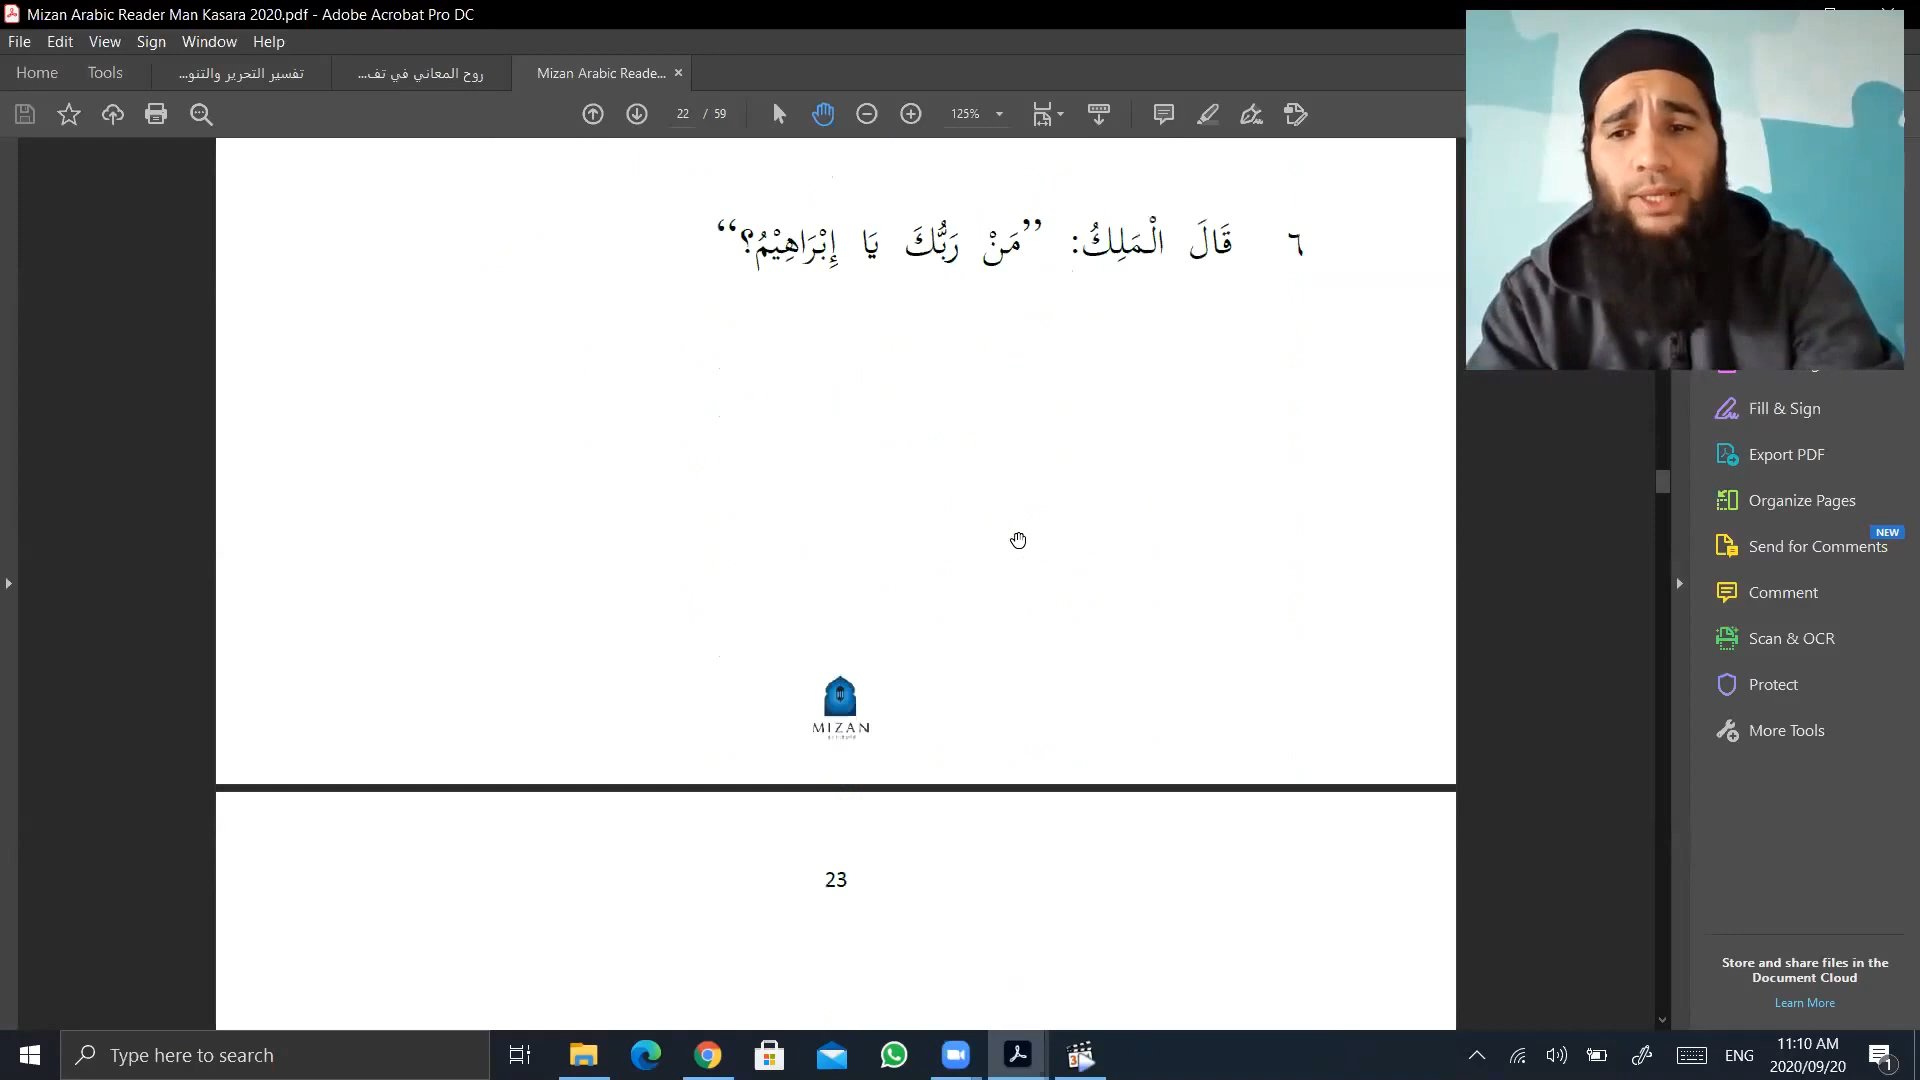 Mizan Arabic Reader Man Kasara 2020.pdf - Adobe Acrobat Pro DC
File Edit View Sign Window Help
Home Tools تفسير التحرير والتنو... روح المعاني في تف... Mizan Arabic Reade... ×
22 / 59 125%
٦ قَالَ الْمَلِكُ: ’’مَنْ رَبُّكَ يَا إِبْرَاهِيْمُ؟‘‘
MIZAN
23
Fill & Sign
Export PDF
Organize Pages
NEW
Send for Comments
Comment
Scan & OCR
Protect
More Tools
Store and share files in the
Document Cloud
Learn More
Type here to search
ENG
11:10 AM
2020/09/20
1